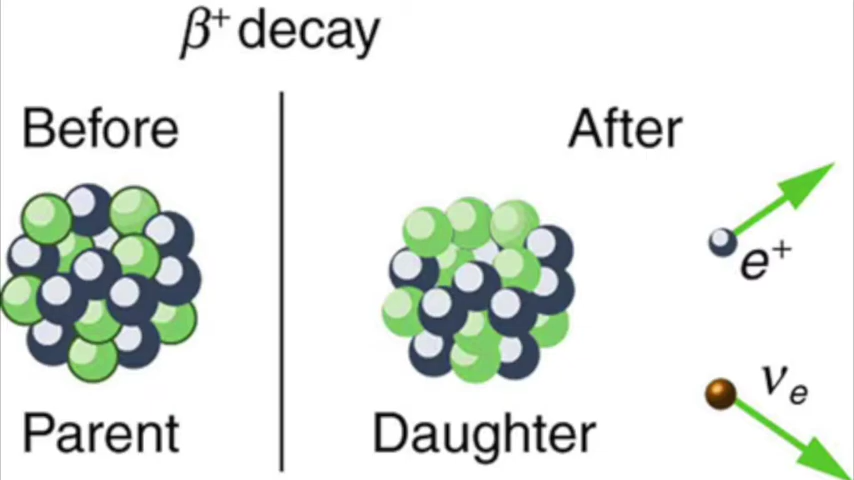 β⁺ decay
Before
After
e⁺
νₑ
Parent
Daughter